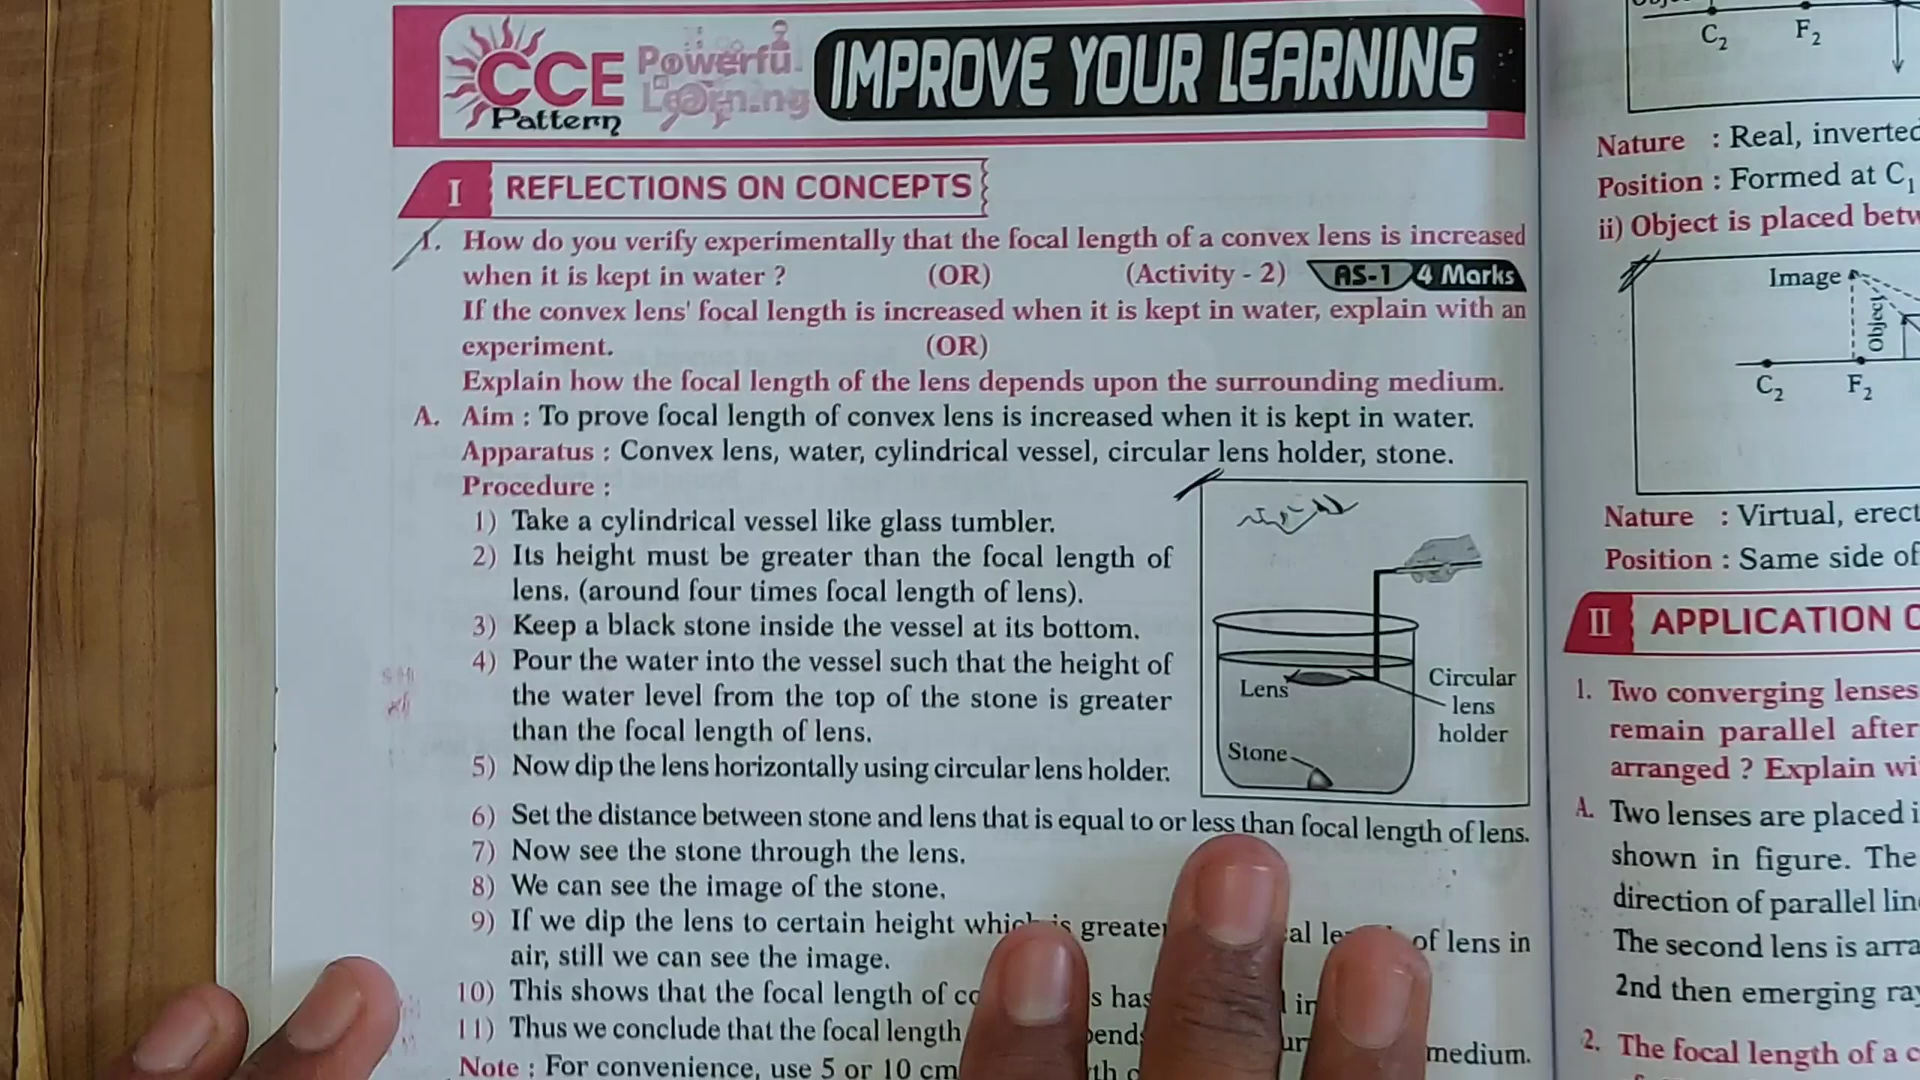 CCE
Pattern
Powerful
Learning
IMPROVE YOUR LEARNING
I REFLECTIONS ON CONCEPTS
1. How do you verify experimentally that the focal length of a convex lens is increased
when it is kept in water ? (OR) (Activity - 2) AS-1 4 Marks
If the convex lens' focal length is increased when it is kept in water, explain with an
experiment. (OR)
Explain how the focal length of the lens depends upon the surrounding medium.
A. Aim : To prove focal length of convex lens is increased when it is kept in water.
Apparatus : Convex lens, water, cylindrical vessel, circular lens holder, stone.
Procedure :
1) Take a cylindrical vessel like glass tumbler.
2) Its height must be greater than the focal length of
lens. (around four times focal length of lens).
3) Keep a black stone inside the vessel at its bottom.
4) Pour the water into the vessel such that the height of
the water level from the top of the stone is greater
than the focal length of lens.
5) Now dip the lens horizontally using circular lens holder.
Lens
Circular
lens
holder
Stone
6) Set the distance between stone and lens that is equal to or less than focal length of lens.
7) Now see the stone through the lens.
8) We can see the image of the stone.
9) If we dip the lens to certain height which is greater of lens in
air, still we can see the image.
10) This shows that the focal length of has in
11) Thus we conclude that the focal length medium.
Note : For convenience, use 5 or 10 cm
C2 F2
Nature : Real, inverted
Position : Formed at C1
ii) Object is placed
Image
Object
C2 F2
Nature : Virtual, erect
Position : Same side of
II APPLICATION
1. Two converging lenses
remain parallel after
arranged ? Explain
A. Two lenses are placed
shown in figure. The
direction of parallel
The second lens is
2nd then emerging
2. The focal length of a